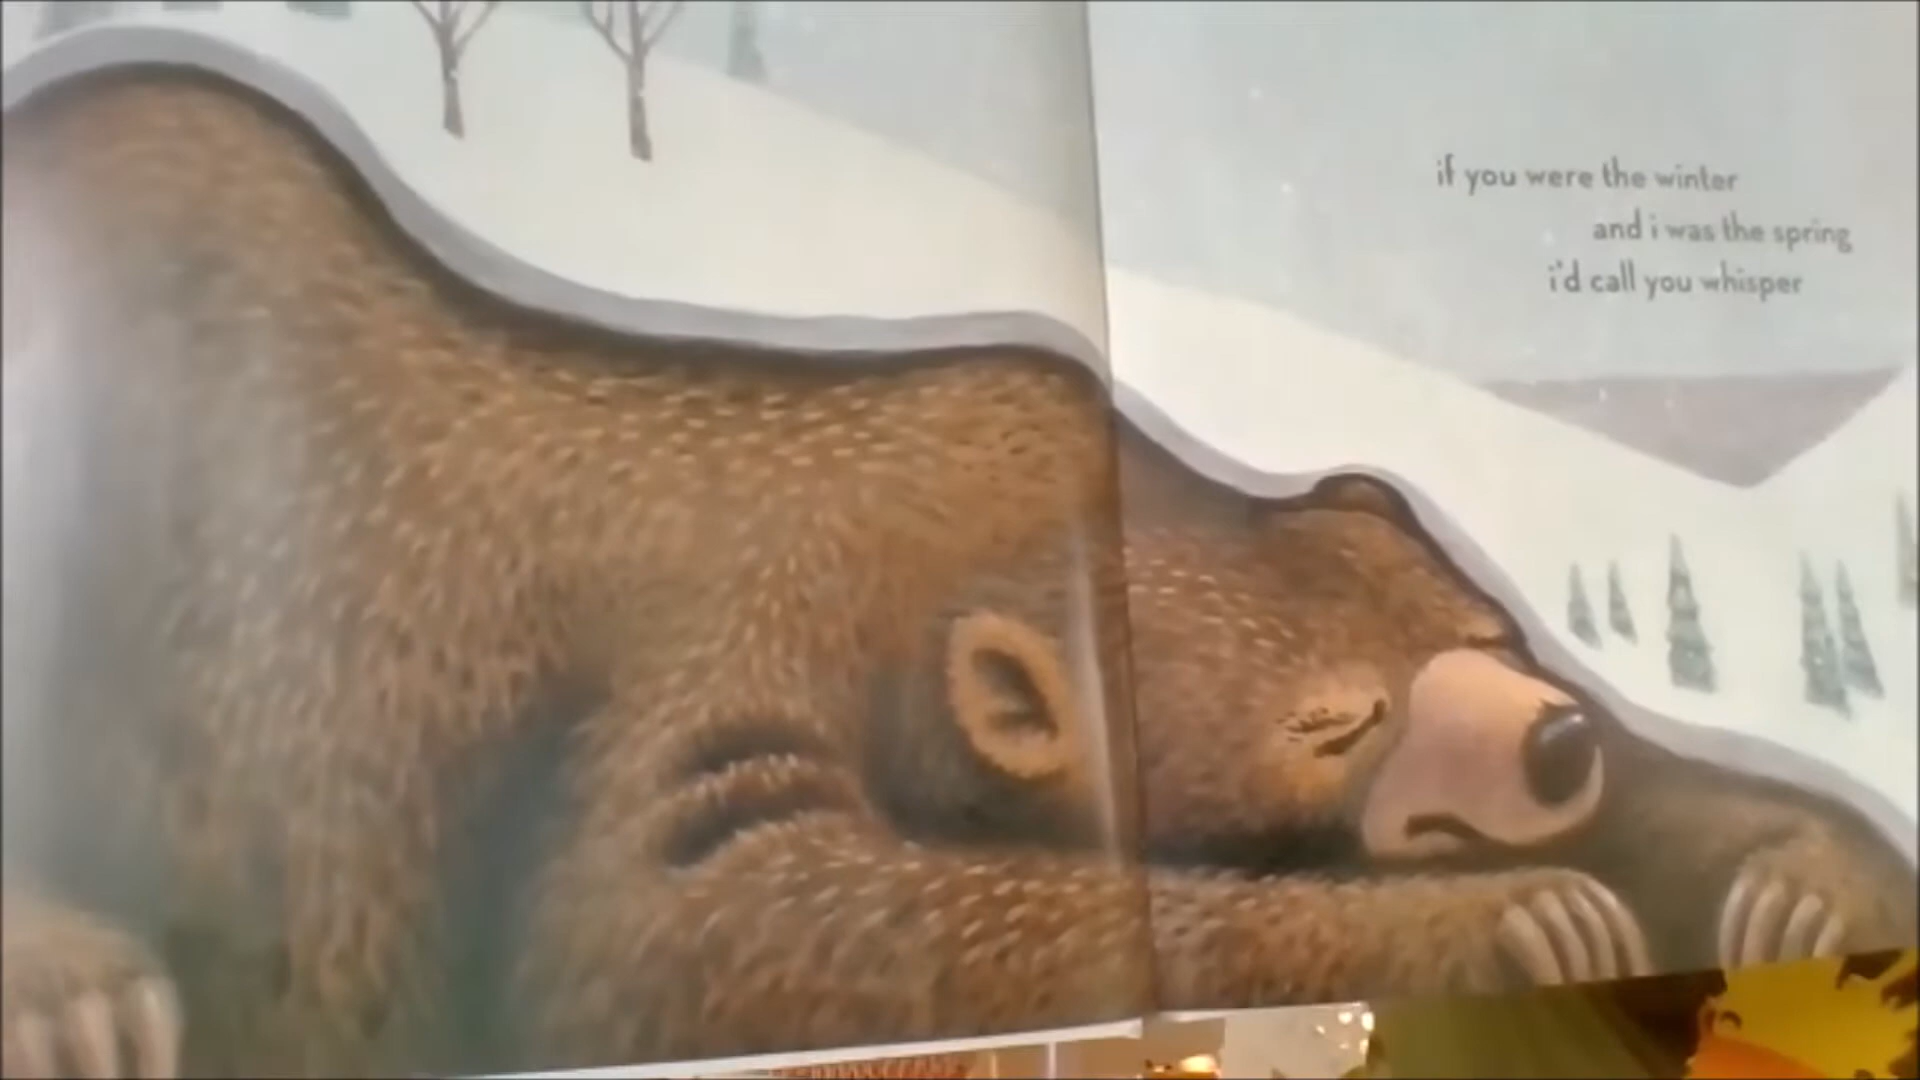 if you were the winter
and i was the spring
i'd call you whisper